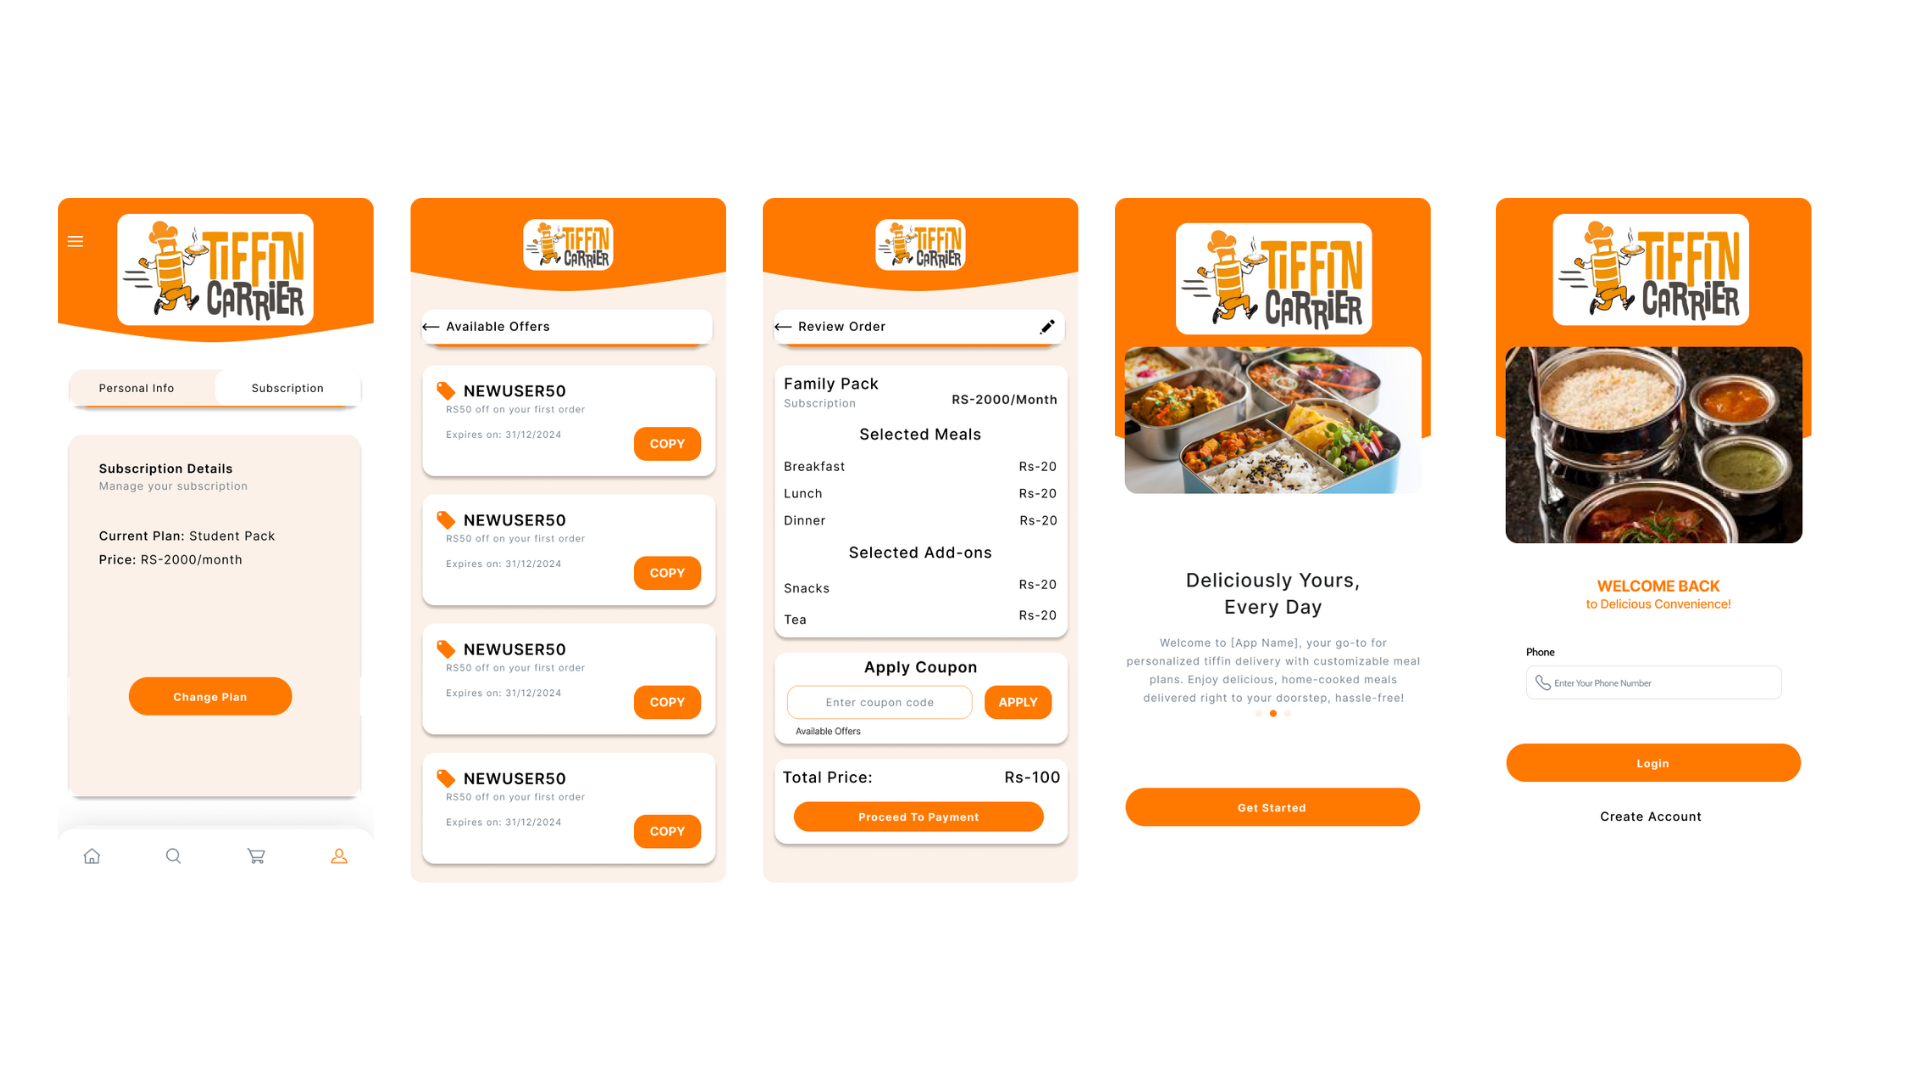 TIFFIN
CARRIER
Personal Info
Subscription
Subscription Details
Manage your subscription
Current Plan: Student Pack
Price: RS-2000/month
Change Plan
TIFFIN
CARRIER
Available Offers
NEWUSER50
RS50 off on your first order
Expires on: 31/12/2024
COPY
NEWUSER50
RS50 off on your first order
Expires on: 31/12/2024
COPY
NEWUSER50
RS50 off on your first order
Expires on: 31/12/2024
COPY
NEWUSER50
RS50 off on your first order
Expires on: 31/12/2024
COPY
TIFFIN
CARRIER
Review Order
Family Pack
Subscription
RS-2000/Month
Selected Meals
Breakfast Rs-20
Lunch Rs-20
Dinner Rs-20
Selected Add-ons
Snacks Rs-20
Tea Rs-20
Apply Coupon
Enter coupon code
APPLY
Available Offers
Total Price: Rs-100
Proceed To Payment
TIFFIN
CARRIER
Deliciously Yours,
Every Day
Welcome to [App Name], your go-to for
personalized tiffin delivery with customizable meal
plans. Enjoy delicious, home-cooked meals
delivered right to your doorstep, hassle-free!
Get Started
TIFFIN
CARRIER
WELCOME BACK
to Delicious Convenience!
Phone
Enter Your Phone Number
Login
Create Account